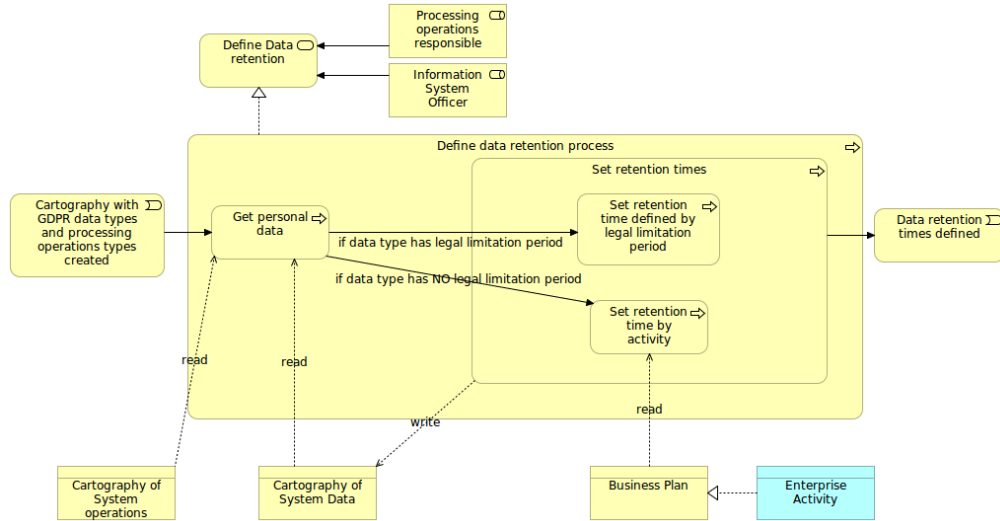 Processing
operations
responsible
Define Data
retention
Information
System
Officer
Define data retention process
Set retention times
Cartography with
GDPR data types
and processing
operations types
created
Get personal
data
Set retention
time defined by
legal limitation
period
Data retention
times defined
if data type has legal limitation period
if data type has NO legal limitation period
Set retention
time by
activity
read
read
read
write
Cartography of
System
operations
Cartography of
System Data
Business Plan
Enterprise
Activity